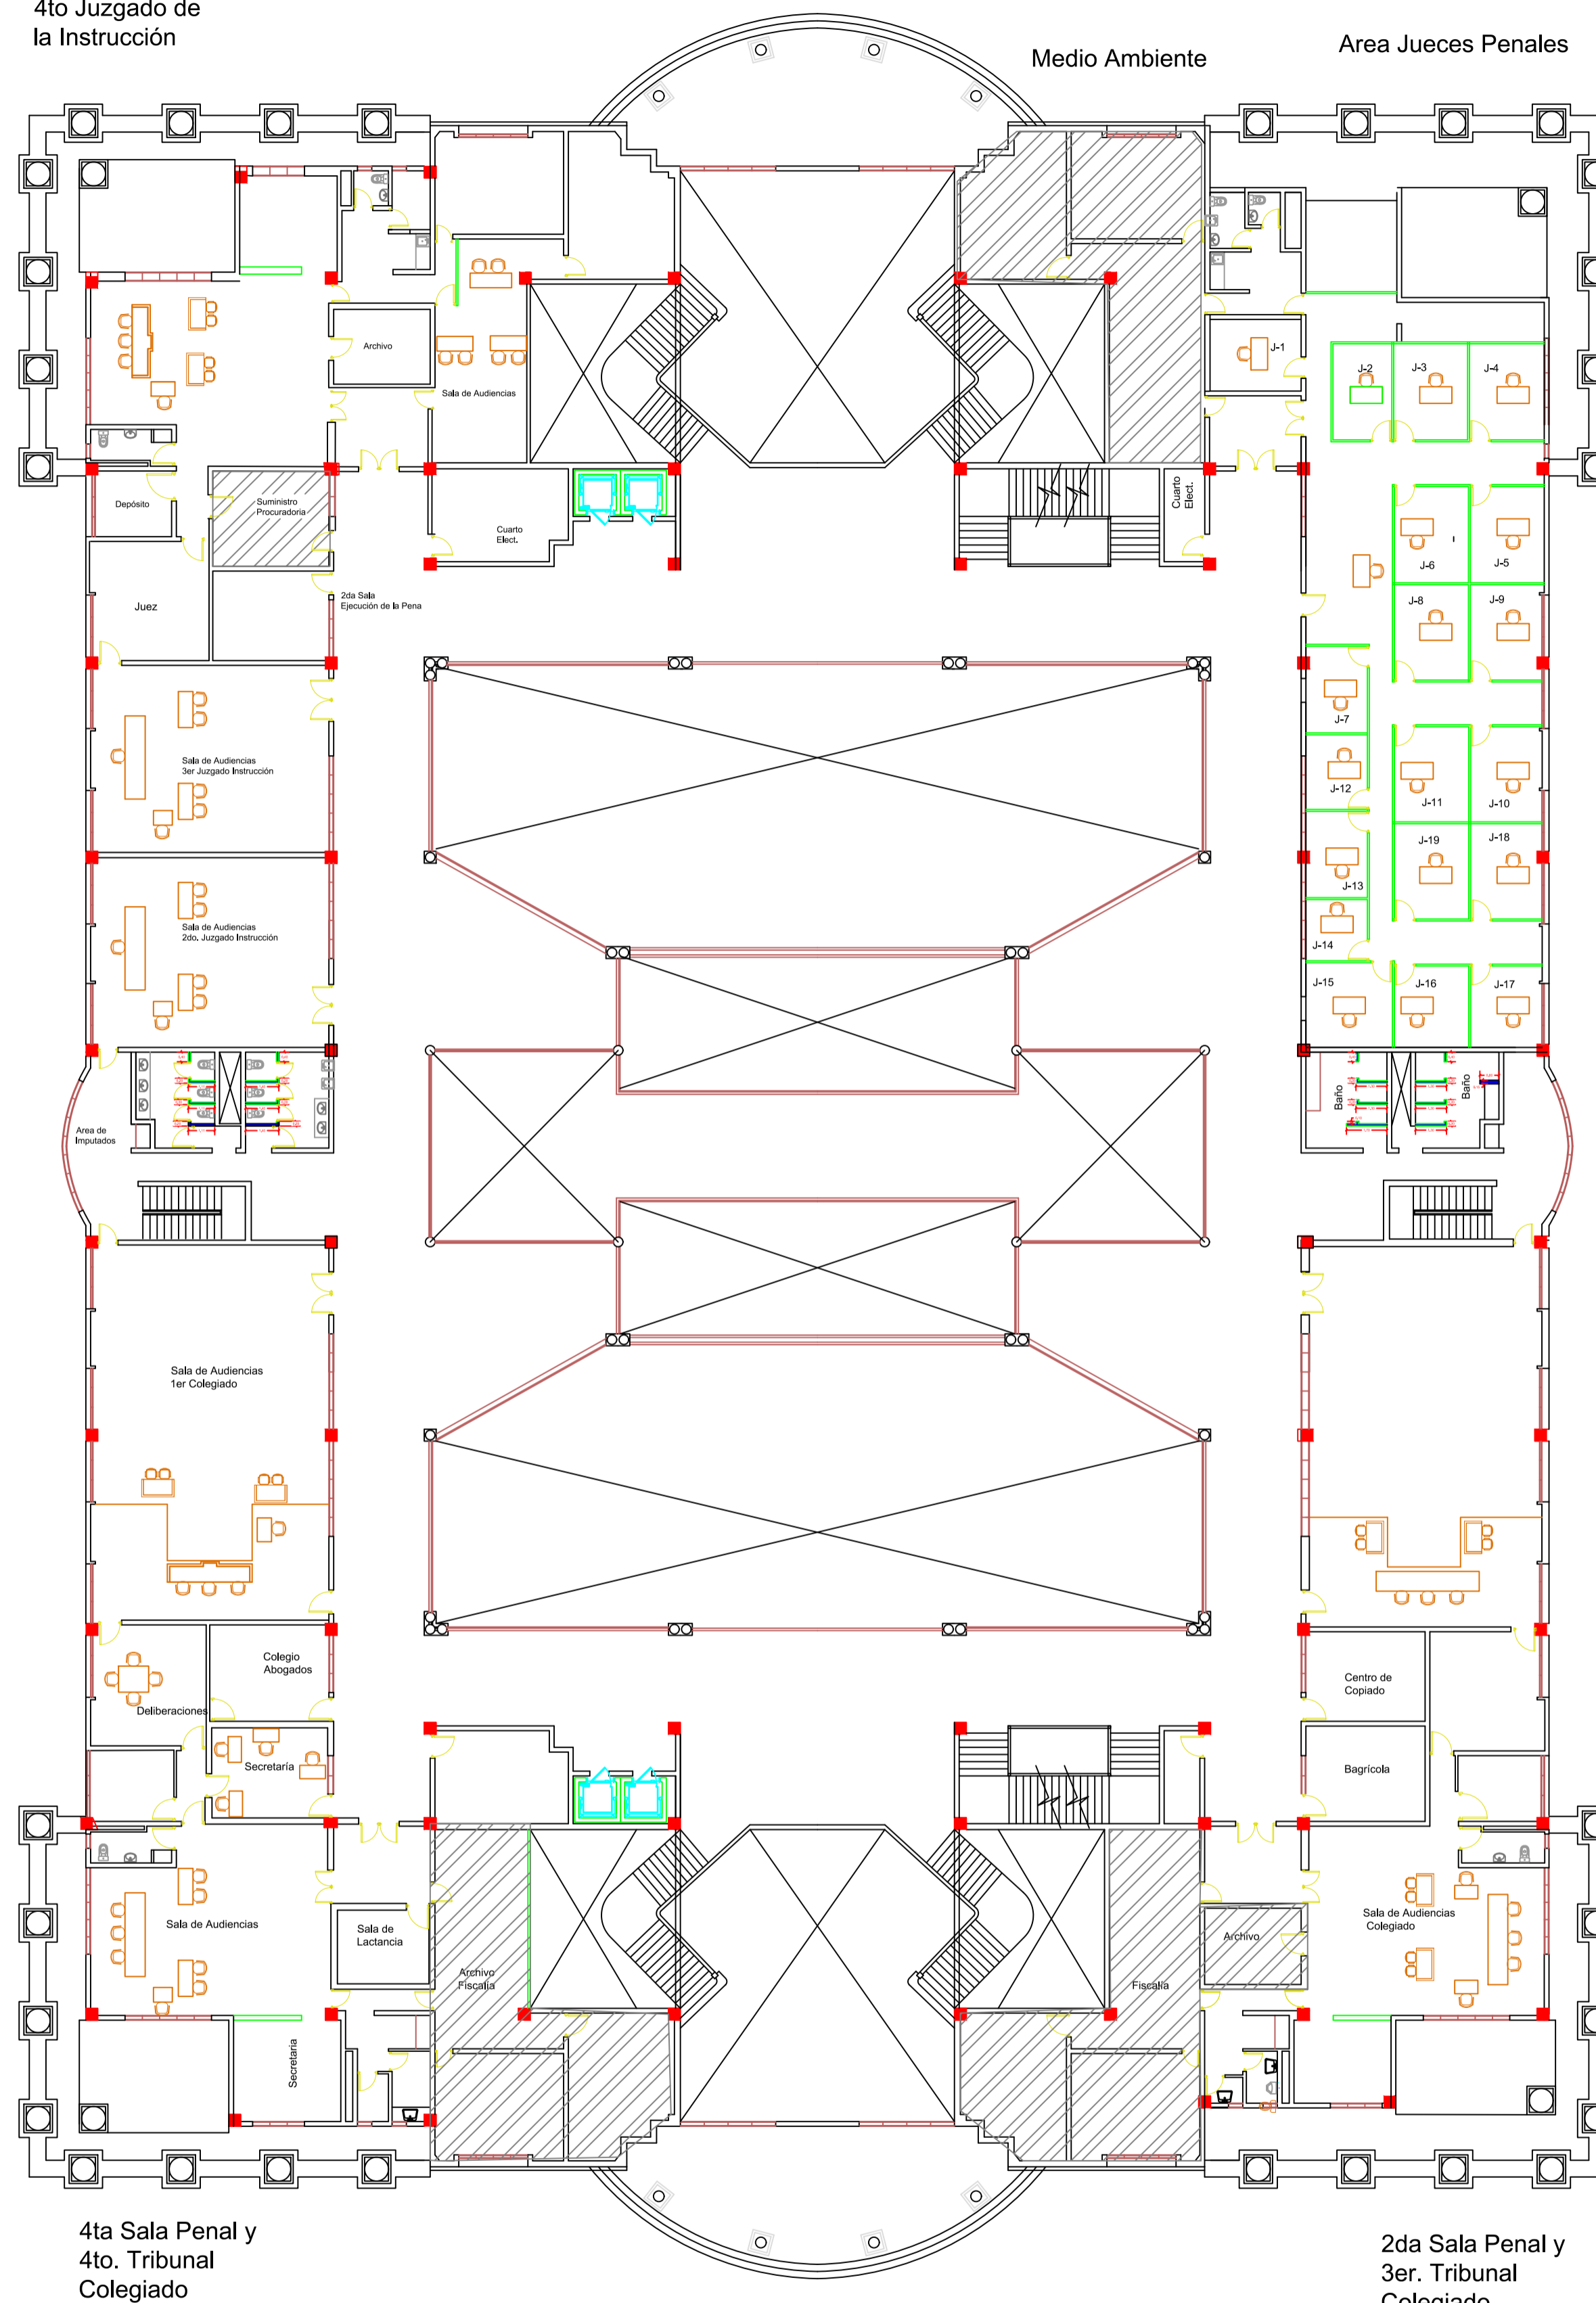 4to Juzgado de
la Instrucción
Medio Ambiente
Area Jueces Penales
Archivo
Sala de Audiencias
J-1
J-2
J-3
J-4
Depósito
Suministro
Procuradoria
Cuarto
Elect.
Cuarto
Elect.
J-6
J-5
Juez
2da Sala
Ejecución de la Pena
J-8
J-9
J-7
Sala de Audiencias
3er Juzgado Instrucción
J-12
J-11
J-10
J-19
J-18
J-13
Sala de Audiencias
2do. Juzgado Instrucción
J-14
J-15
J-16
J-17
Baño
Baño
Area de
Imputados
Sala de Audiencias
1er Colegiado
Colegio
Abogados
Deliberaciones
Secretaría
Centro de
Copiado
Bagrícola
Sala de Audiencias
Sala de
Lactancia
Archivo
Fiscalía
Fiscalía
Archivo
Sala de Audiencias
Colegiado
Secretaria
4ta Sala Penal y
4to. Tribunal
Colegiado
2da Sala Penal y
3er. Tribunal
Colegiado